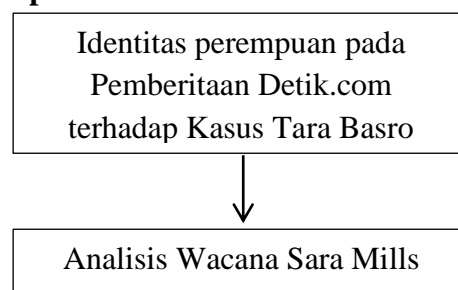 Identitas perempuan pada
Pemberitaan Detik.com
terhadap Kasus Tara Basro
Analisis Wacana Sara Mills